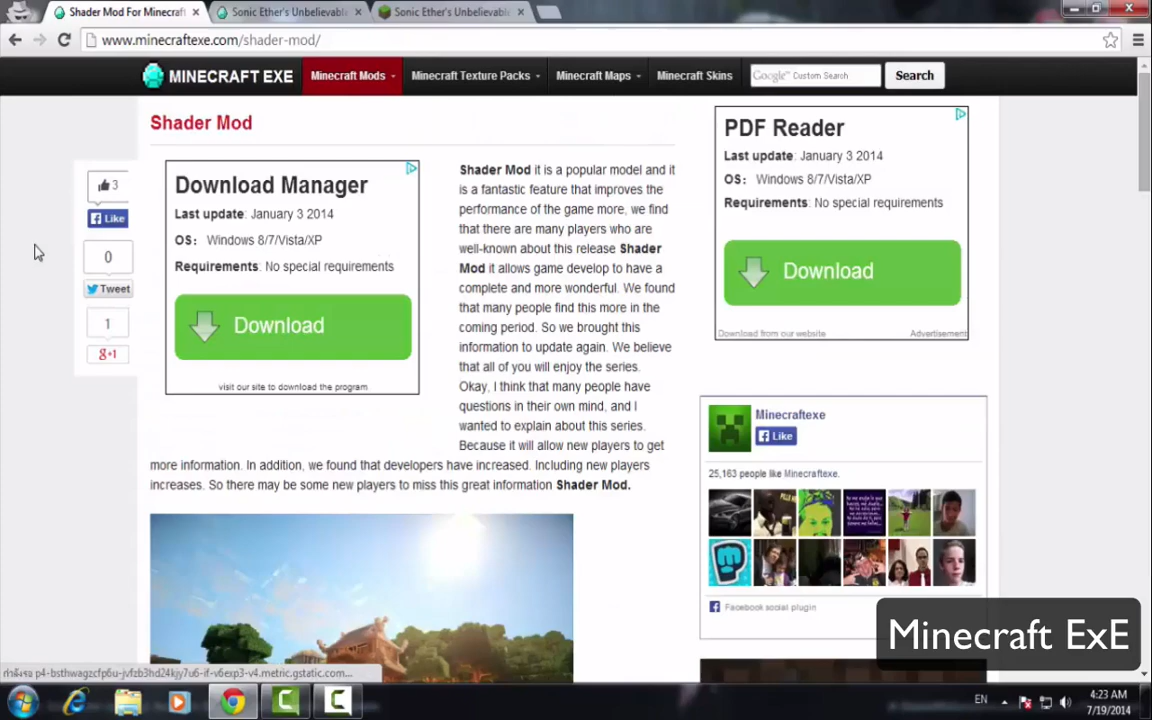 Shader Mod For Minecraft
Sonic Ether's Unbelievable
Sonic Ether's Unbelievable
www.minecraftexe.com/shader-mod/
MINECRAFT EXE
Minecraft Mods
Minecraft Texture Packs
Minecraft Maps
Minecraft Skins
Google™ Custom Search
Search
Shader Mod
Download Manager
Last update: January 3 2014
OS: Windows 8/7/Vista/XP
Requirements: No special requirements
Download
visit our site to download the program
3
Like
0
Tweet
1
g+1
Shader Mod it is a popular model and it
is a fantastic feature that improves the
performance of the game more, we find
that there are many players who are
well-known about this release Shader
Mod it allows game develop to have a
complete and more wonderful. We found
that many people find this more in the
coming period. So we brought this
information to update again. We believe
that all of you will enjoy the series.
Okay, I think that many people have
questions in their own mind, and I
wanted to explain about this series.
Because it will allow new players to get
more information. In addition, we found that developers have increased. Including new players
increases. So there may be some new players to miss this great information Shader Mod.
PDF Reader
Last update: January 3 2014
OS: Windows 8/7/Vista/XP
Requirements: No special requirements
Download
Download from our website
Advertisement
Minecraftexe
Like
25,163 people like Minecraftexe.
Facebook social plugin
Minecraft ExE
EN
4:23 AM
7/19/2014